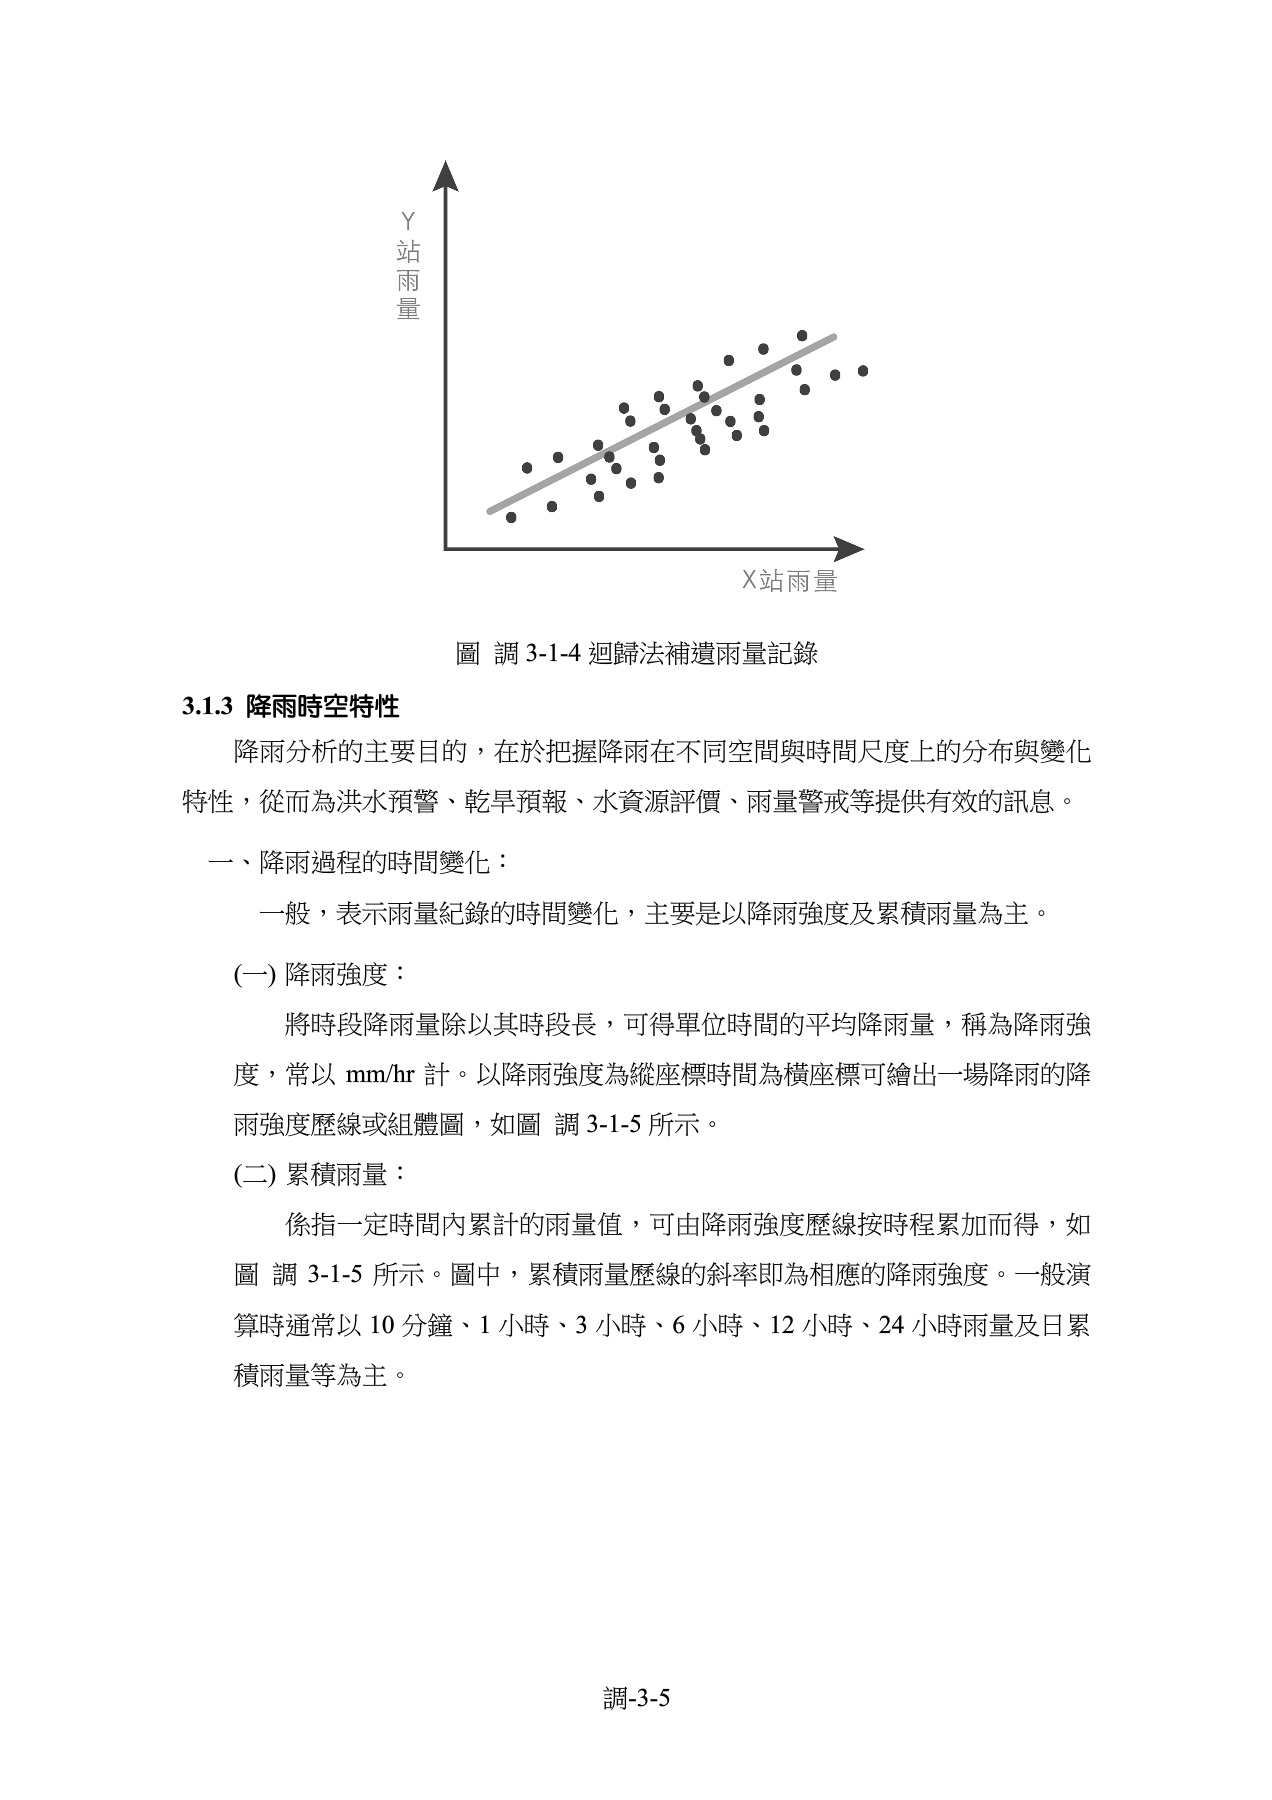 Y
站
雨
量
X站雨量
圖 調 3-1-4 迴歸法補遺雨量記錄
3.1.3 降雨時空特性
降雨分析的主要目的，在於把握降雨在不同空間與時間尺度上的分布與變化
特性，從而為洪水預警、乾旱預報、水資源評價、雨量警戒等提供有效的訊息。
一、降雨過程的時間變化：
一般，表示雨量紀錄的時間變化，主要是以降雨強度及累積雨量為主。
(一) 降雨強度：
將時段降雨量除以其時段長，可得單位時間的平均降雨量，稱為降雨強
度，常以 mm/hr 計。以降雨強度為縱座標時間為橫座標可繪出一場降雨的降
雨強度歷線或組體圖，如圖 調 3-1-5 所示。
(二) 累積雨量：
係指一定時間內累計的雨量值，可由降雨強度歷線按時程累加而得，如
圖 調 3-1-5 所示。圖中，累積雨量歷線的斜率即為相應的降雨強度。一般演
算時通常以 10 分鐘、1 小時、3 小時、6 小時、12 小時、24 小時雨量及日累
積雨量等為主。
調-3-5